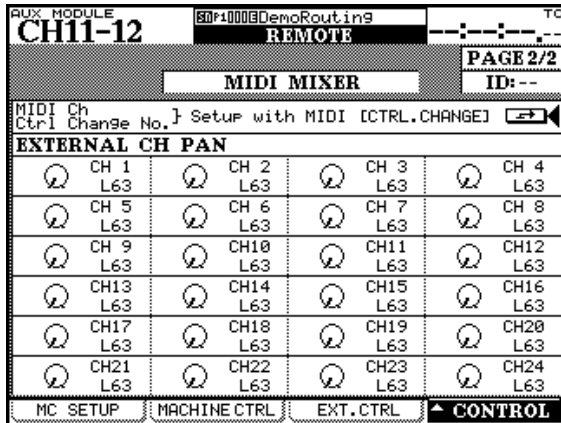 AUX MODULE
CH11-12
DemoRouting
TC
REMOTE
--:--:--.--
PAGE 2/2
MIDI MIXER
ID:--
MIDI Ch
Ctrl Change No. } Setup with MIDI [CTRL.CHANGE]
EXTERNAL CH PAN
CH 1 CH 2 CH 3 CH 4
L63 L63 L63 L63
CH 5 CH 6 CH 7 CH 8
L63 L63 L63 L63
CH 9 CH10 CH11 CH12
L63 L63 L63 L63
CH13 CH14 CH15 CH16
L63 L63 L63 L63
CH17 CH18 CH19 CH20
L63 L63 L63 L63
CH21 CH22 CH23 CH24
L63 L63 L63 L63
MC SETUP MACHINE CTRL EXT.CTRL CONTROL